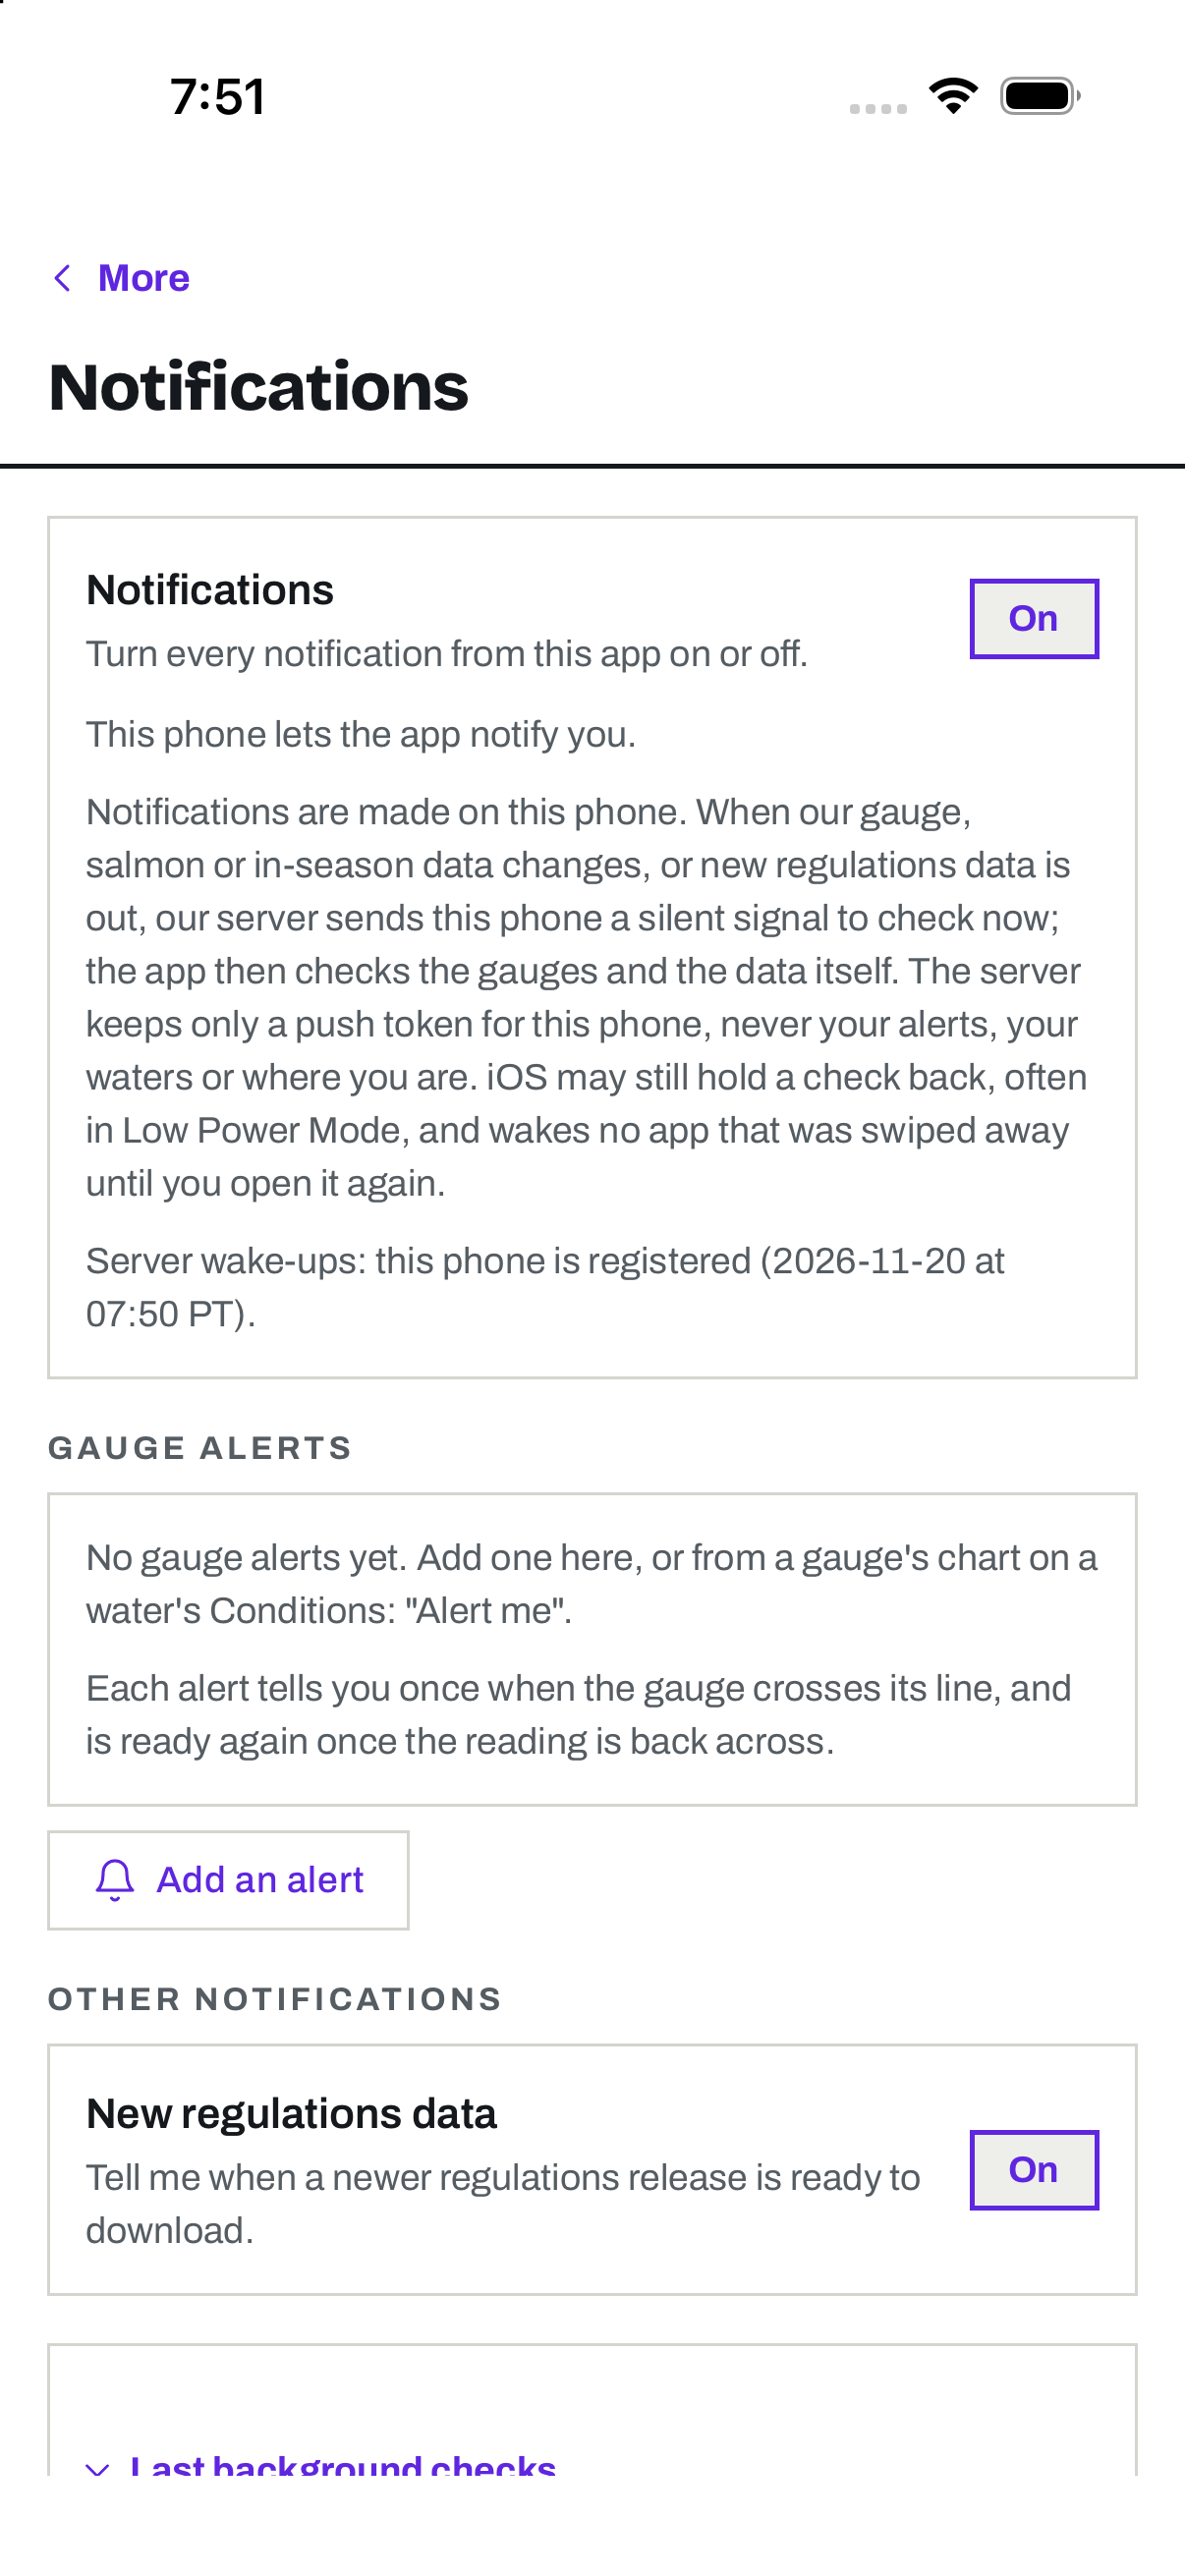 7:51
More
Notifications
Notifications
On
Turn every notification from this app on or off.
This phone lets the app notify you.
Notifications are made on this phone. When our gauge,
salmon or in-season data changes, or new regulations data is
out, our server sends this phone a silent signal to check now;
the app then checks the gauges and the data itself. The server
keeps only a push token for this phone, never your alerts, your
waters or where you are. iOS may still hold a check back, often
in Low Power Mode, and wakes no app that was swiped away
until you open it again.
Server wake-ups: this phone is registered (2026-11-20 at
07:50 PT).
GAUGE ALERTS
No gauge alerts yet. Add one here, or from a gauge's chart on a
water's Conditions: "Alert me".
Each alert tells you once when the gauge crosses its line, and
is ready again once the reading is back across.
Add an alert
OTHER NOTIFICATIONS
New regulations data
On
Tell me when a newer regulations release is ready to
download.
Last background checks